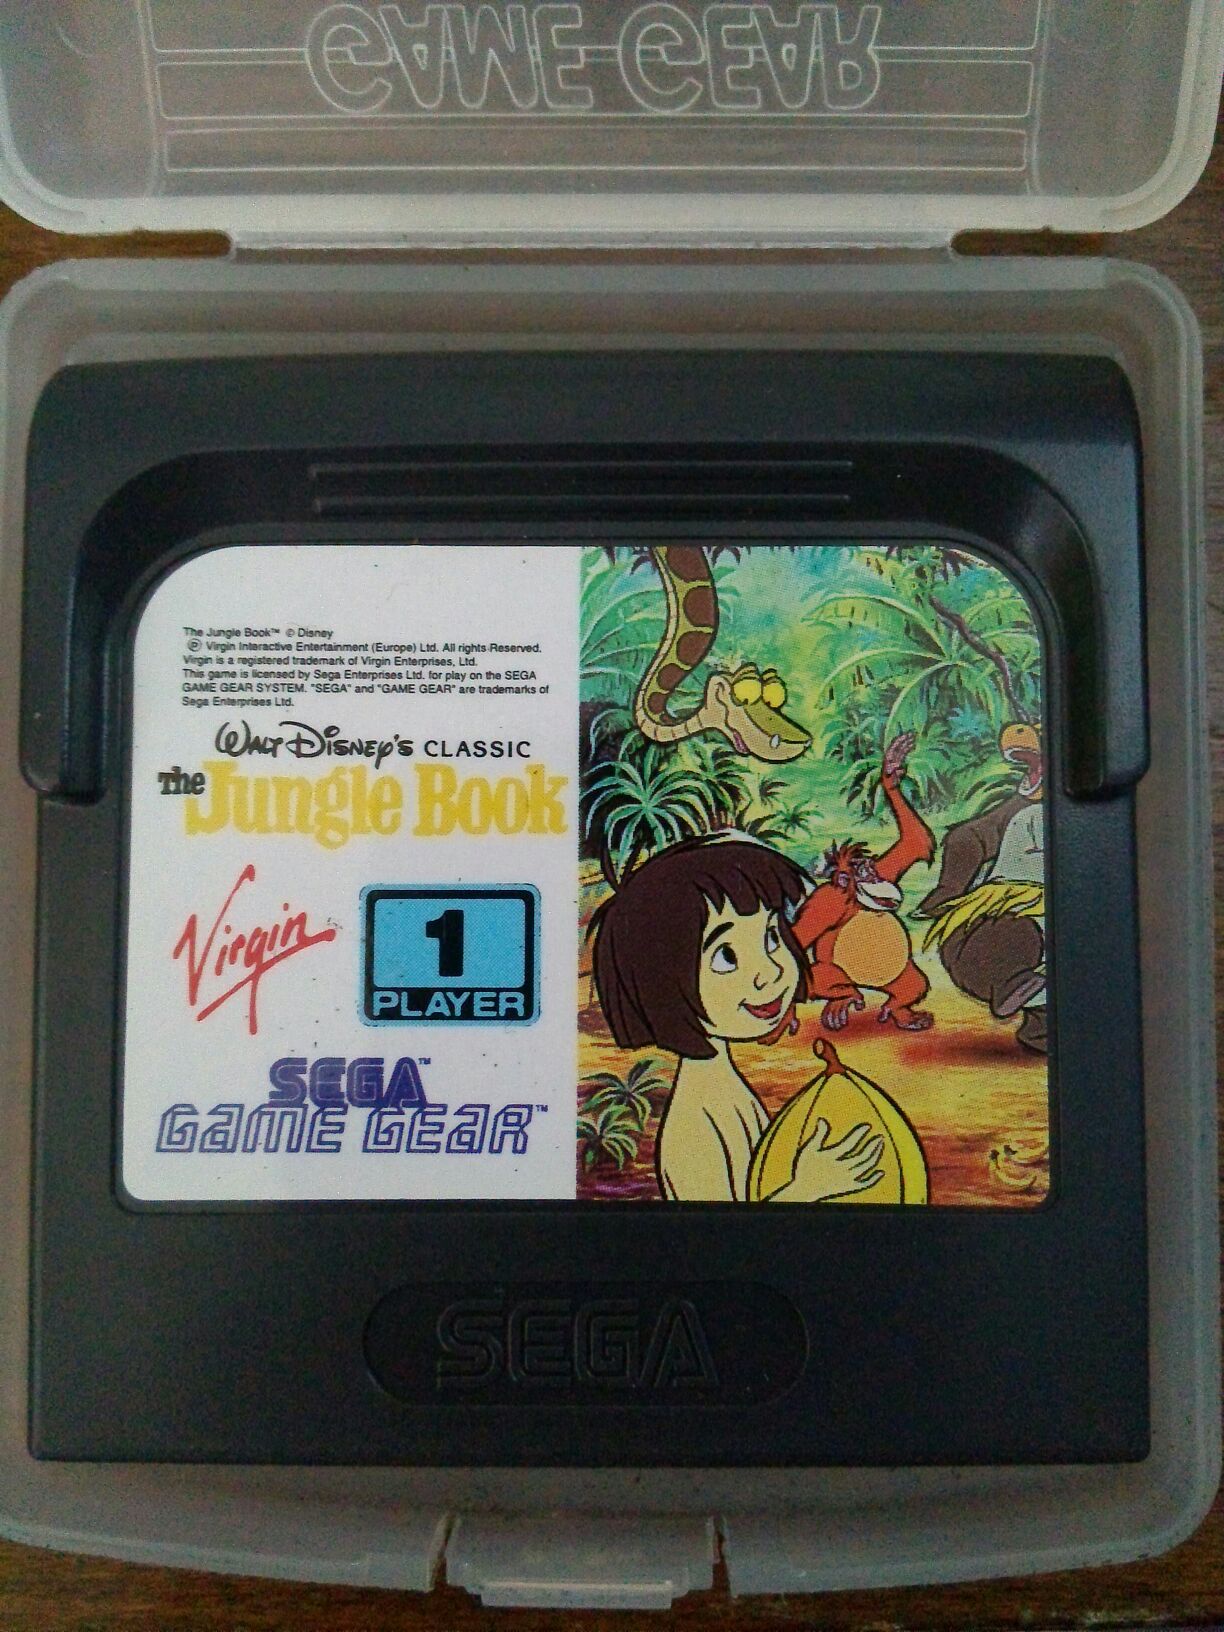 GAME GEAR
The Jungle Book™ © Disney
℗ Virgin Interactive Entertainment (Europe) Ltd. All rights Reserved.
Virgin is a registered trademark of Virgin Enterprises, Ltd.
This game is licensed by Sega Enterprises Ltd. for play on the SEGA
GAME GEAR SYSTEM. "SEGA" and "GAME GEAR" are trademarks of
Sega Enterprises Ltd.
WALT DISNEY'S CLASSIC
The Jungle Book
Virgin
1
PLAYER
SEGA™
GAME GEAR™
SEGA